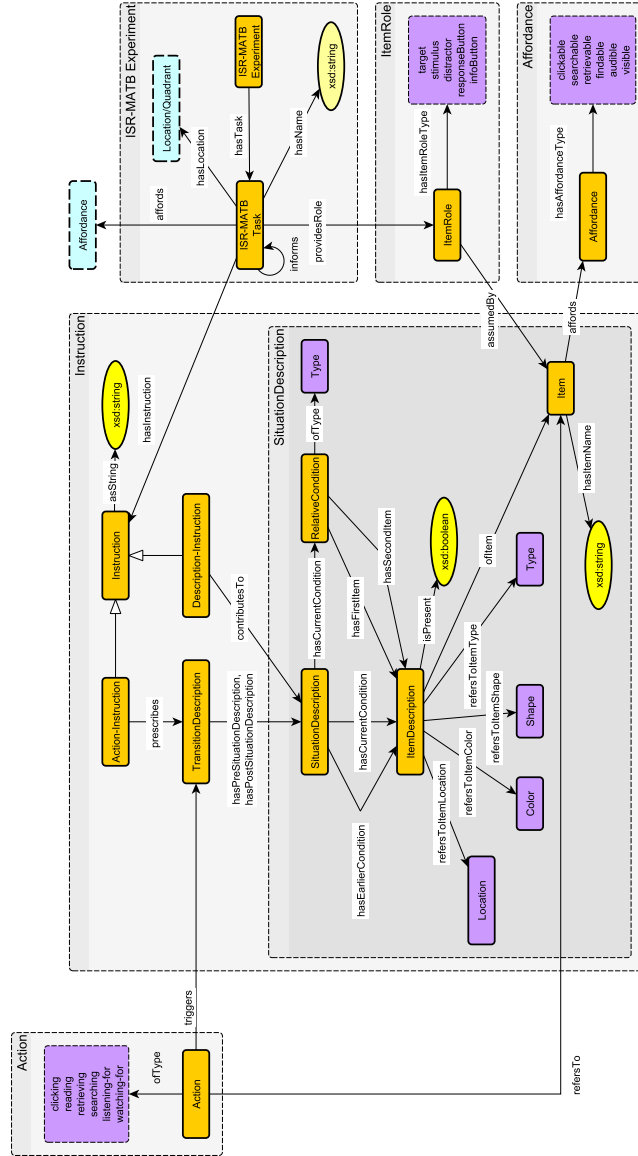 Action
clicking
reading
retrieving
searching
listening-for
watching-for
ofType
Action
triggers
refersTo
Instruction
Action-Instruction
Instruction
asString
xsd:string
prescribes
Description-Instruction
hasInstruction
TransitionDescription
contributesTo
hasPreSituationDescription,
hasPostSituationDescription
SituationDescription
SituationDescription
hasCurrentCondition
RelativeCondition
ofType
Type
hasEarlierCondition
hasCurrentCondition
hasFirstItem
hasSecondItem
ItemDescription
isPresent
xsd:boolean
refersToItemLocation
refersToItemColor
refersToItemShape
refersToItemType
ofItem
Location
Color
Shape
Type
Item
hasItemName
xsd:string
assumedBy
affords
Affordance
affords
ISR-MATB Experiment
Location/Quadrant
hasLocation
ISR-MATB
Task
hasTask
ISR-MATB
Experiment
informs
hasName
xsd:string
providesRole
ItemRole
ItemRole
hasItemRoleType
target
stimulus
distractor
responseButton
infoButton
Affordance
Affordance
hasAffordanceType
clickable
searchable
retrievable
findable
audible
visible